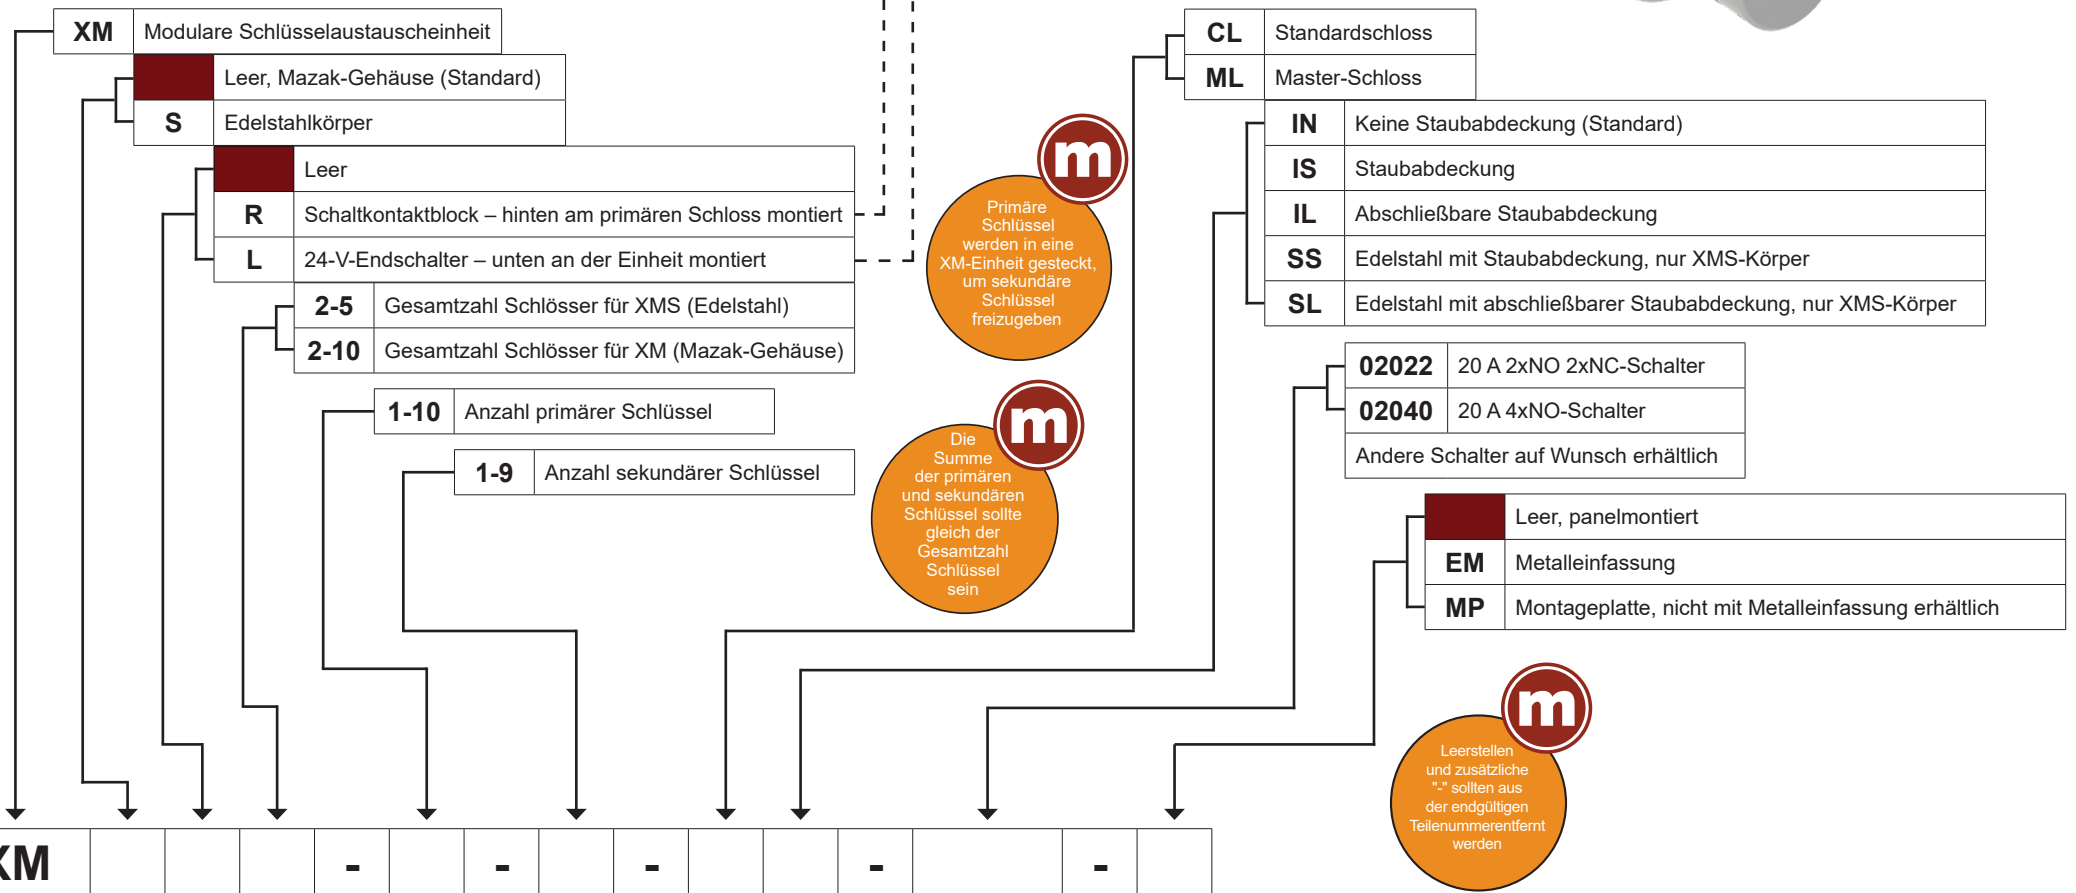 XM Modulare Schlüsselaustauscheinheit
Leer, Mazak-Gehäuse (Standard)
S Edelstahlkörper
Leer
R Schaltkontaktblock – hinten am primären Schloss montiert
L 24-V-Endschalter – unten an der Einheit montiert
2-5 Gesamtzahl Schlösser für XMS (Edelstahl)
2-10 Gesamtzahl Schlösser für XM (Mazak-Gehäuse)
1-10 Anzahl primärer Schlüssel
1-9 Anzahl sekundärer Schlüssel
m
Primäre
Schlüssel
werden in eine
XM-Einheit gesteckt,
um sekundäre
Schlüssel
freizugeben
m
Die
Summe
der primären
und sekundären
Schlüssel sollte
gleich der
Gesamtzahl
Schlüssel
sein
CL Standardschloss
ML Master-Schloss
IN Keine Staubabdeckung (Standard)
IS Staubabdeckung
IL Abschließbare Staubabdeckung
SS Edelstahl mit Staubabdeckung, nur XMS-Körper
SL Edelstahl mit abschließbarer Staubabdeckung, nur XMS-Körper
02022 20 A 2xNO 2xNC-Schalter
02040 20 A 4xNO-Schalter
Andere Schalter auf Wunsch erhältlich
Leer, panelmontiert
EM Metalleinfassung
MP Montageplatte, nicht mit Metalleinfassung erhältlich
m
Leerstellen
und zusätzliche
"-" sollten aus
der endgültigen
Teilenummerentfernt
werden
XM - - - - -